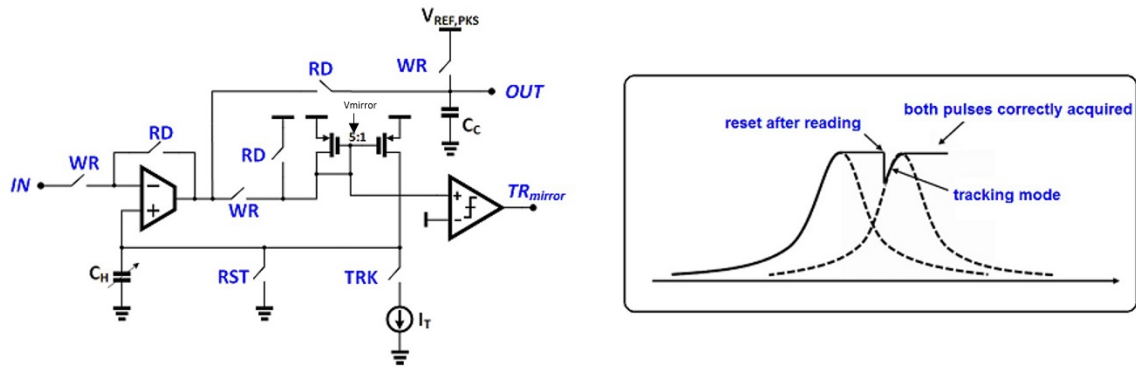 V_REF,PKS
WR
RD
OUT
Vmirror
5:1
C_C
RD
WR
IN
RD
WR
TR_mirror
C_H
RST
TRK
I_T
reset after reading
both pulses correctly acquired
tracking mode